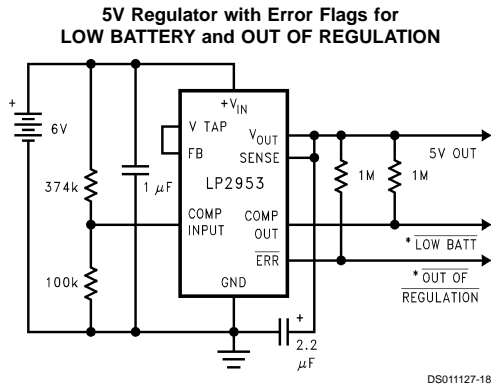 5V Regulator with Error Flags for
LOW BATTERY and OUT OF REGULATION
+VIN
+
6V
V TAP
FB
VOUT
SENSE
5V OUT
374k
1 μF
LP2953
1M
1M
COMP
INPUT
COMP
OUT
* LOW BATT
ERR
100k
* OUT OF
REGULATION
GND
+
2.2
μF
DS011127-18